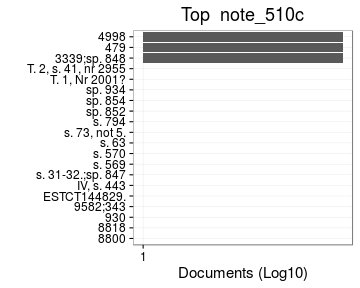 Top note_510c
4998
479
3339;sp. 848
T. 2, s. 41, nr 2955
T. 1, Nr 2001?
sp. 934
sp. 854
sp. 852
s. 794
s. 73, not 5.
s. 63
s. 570
s. 569
s. 31-32.;sp. 847
IV, s. 443
ESTCT144829.
9582;343
930
8818
8800
1
Documents (Log10)